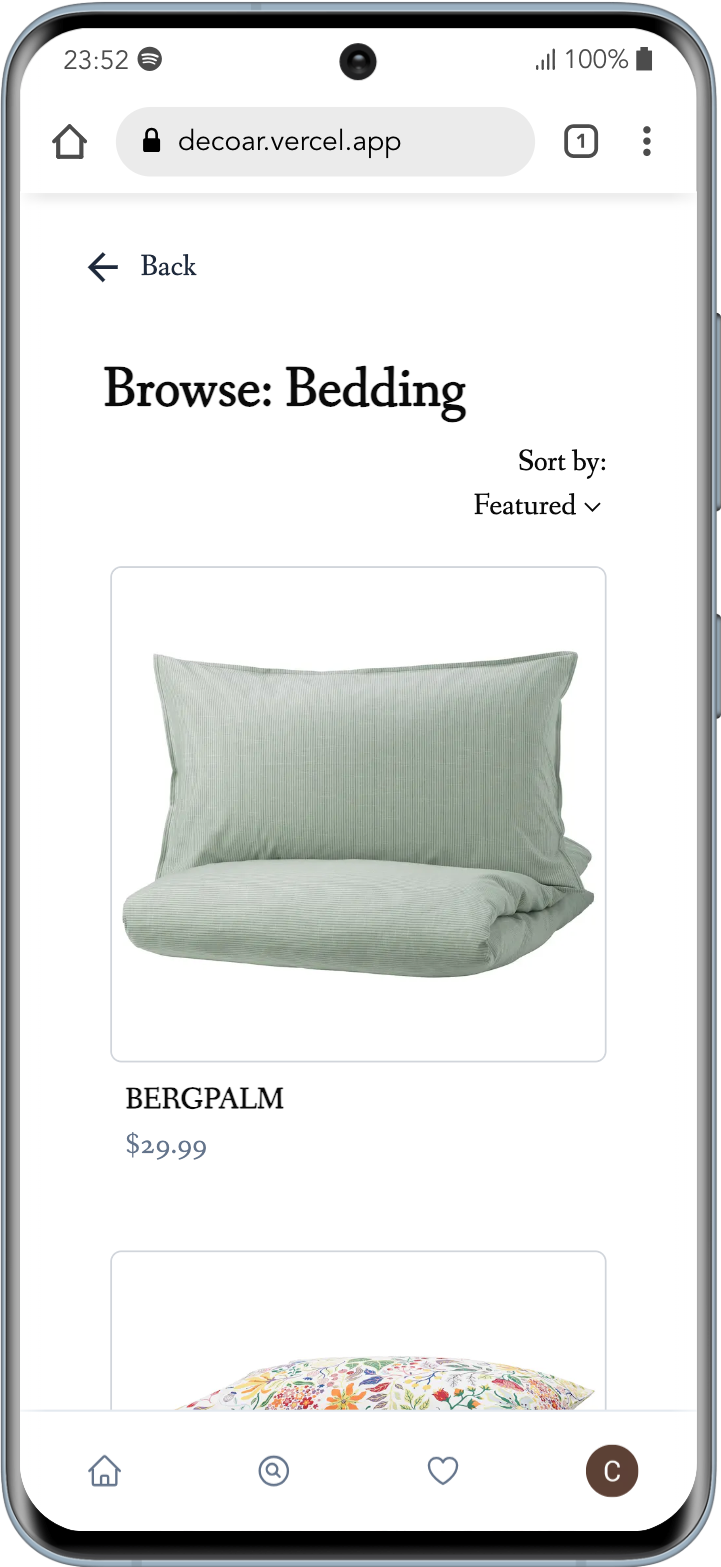 23:52
100%
decoar.vercel.app
1
Back
Browse: Bedding
Sort by:
Featured
BERGPALM
$29.99
C